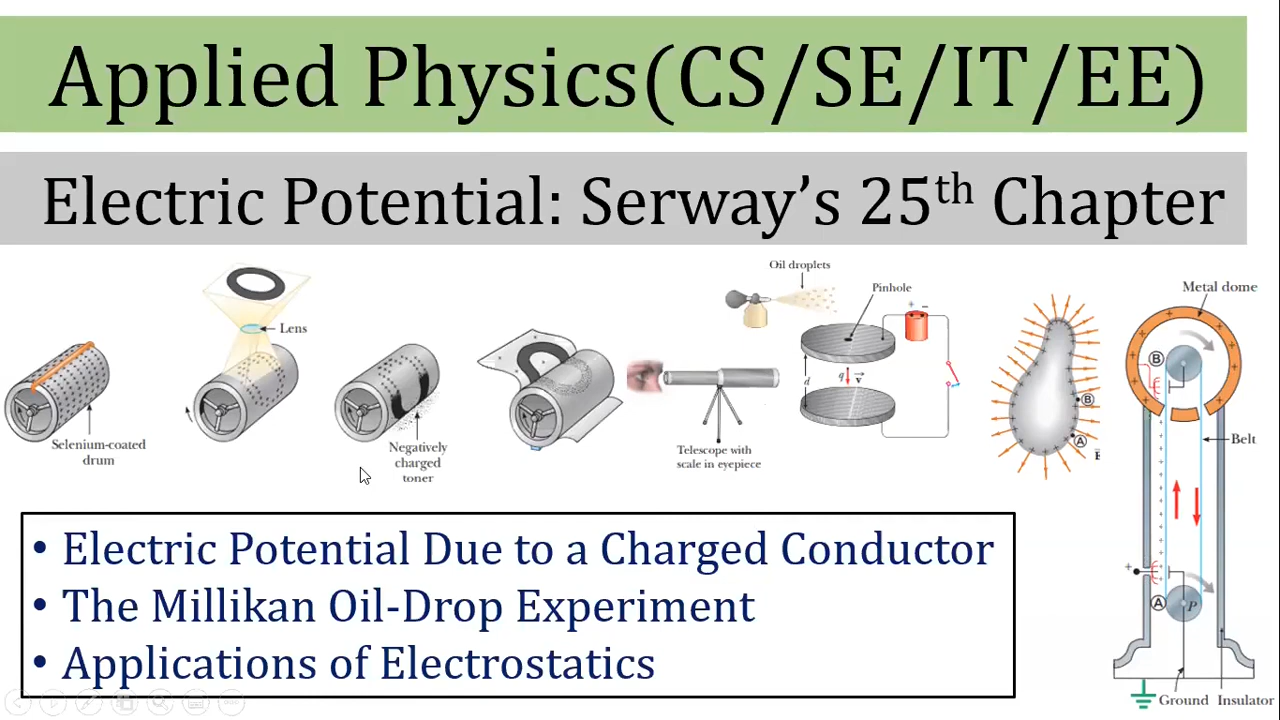 Applied Physics(CS/SE/IT/EE)
Electric Potential: Serway's 25th Chapter
Oil droplets
Pinhole
Metal dome
Lens
+ −
B
d
q v
B
A
Selenium-coated
drum
Negatively
charged
toner
Telescope with
scale in eyepiece
Belt
• Electric Potential Due to a Charged Conductor
• The Millikan Oil-Drop Experiment
• Applications of Electrostatics
+
A
P
Ground
Insulator